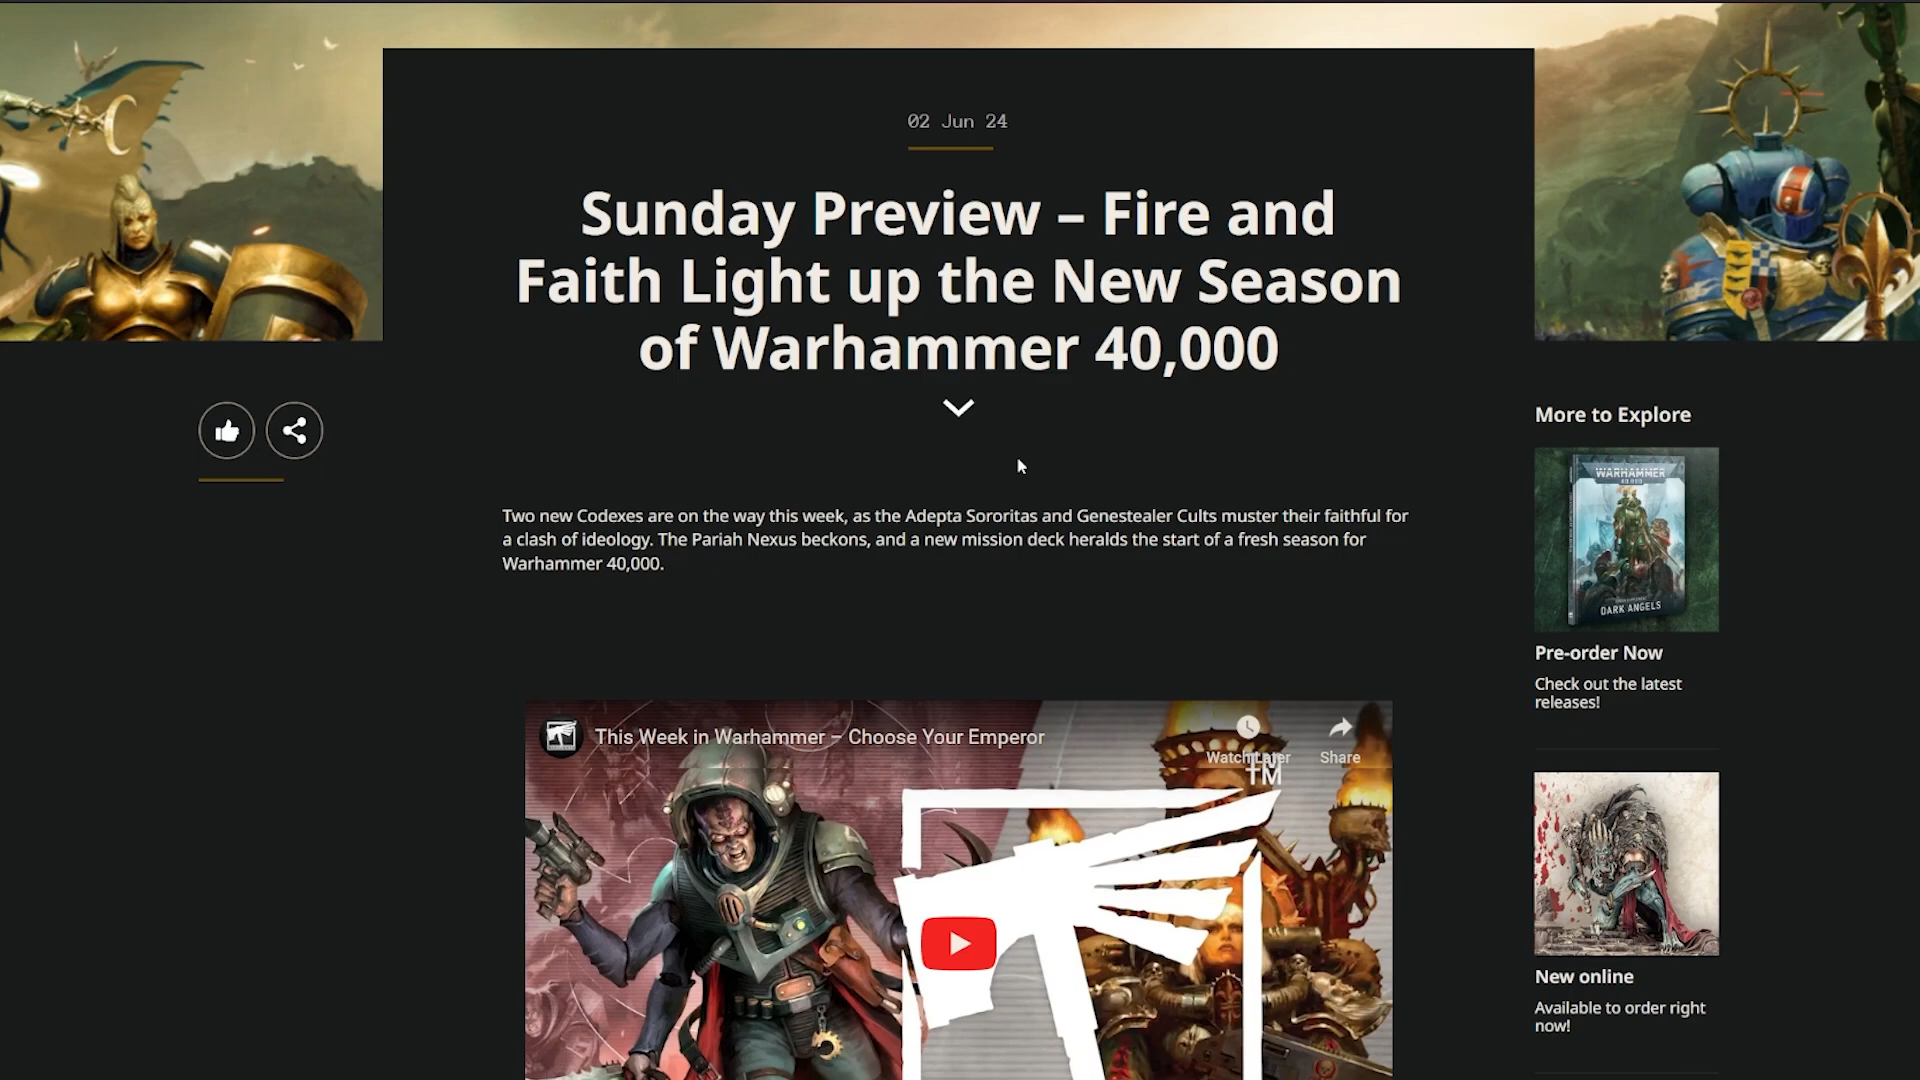 02 Jun 24
Sunday Preview – Fire and
Faith Light up the New Season
of Warhammer 40,000
Two new Codexes are on the way this week, as the Adepta Sororitas and Genestealer Cults muster their faithful for
a clash of ideology. The Pariah Nexus beckons, and a new mission deck heralds the start of a fresh season for
Warhammer 40,000.
This Week in Warhammer – Choose Your Emperor
Watch Later
Share
TM
More to Explore
WARHAMMER
40,000
DARK ANGELS
Pre-order Now
Check out the latest
releases!
New online
Available to order right
now!